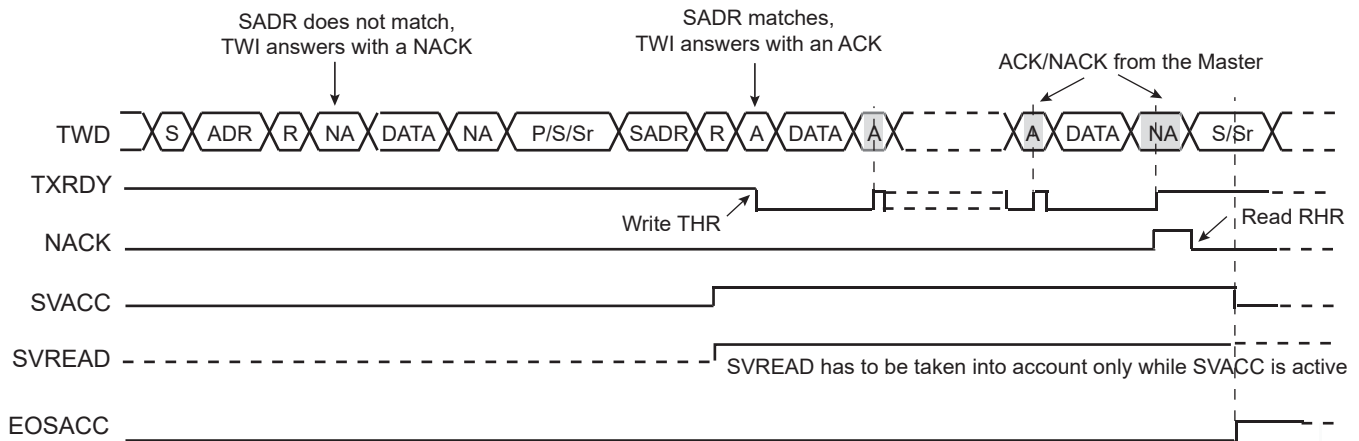 SADR does not match,
TWI answers with a NACK
SADR matches,
TWI answers with an ACK
ACK/NACK from the Master
TWD S ADR R NA DATA NA P/S/Sr SADR R A DATA A A DATA NA S/Sr
TXRDY
Write THR
Read RHR
NACK
SVACC
SVREAD
SVREAD has to be taken into account only while SVACC is active
EOSACC